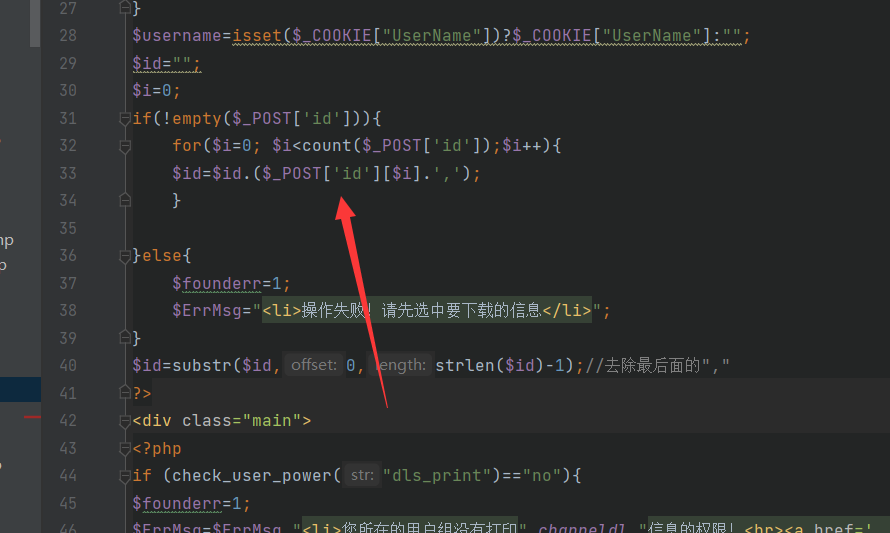 27 }
28 $username=isset($_COOKIE["UserName"])?$_COOKIE["UserName"]:"";
29 $id="";
30 $i=0;
31 if(!empty($_POST['id'])){
32 for($i=0; $i<count($_POST['id']);$i++){
33 $id=$id.($_POST['id'][$i].',');
34 }
35
36 }else{
37 $founderr=1;
38 $ErrMsg="<li>操作失败!请先选中要下载的信息</li>";
39 }
40 $id=substr($id, offset: 0, length: strlen($id)-1);//去除最后面的","
41 ?>
42 <div class="main">
43 <?php
44 if (check_user_power( str: "dls_print")=="no"){
45 $founderr=1;
46 $ErrMsg=$ErrMsg."<li>您所在的用户组没有打印".channeldl."信息的权限!<br><a href='